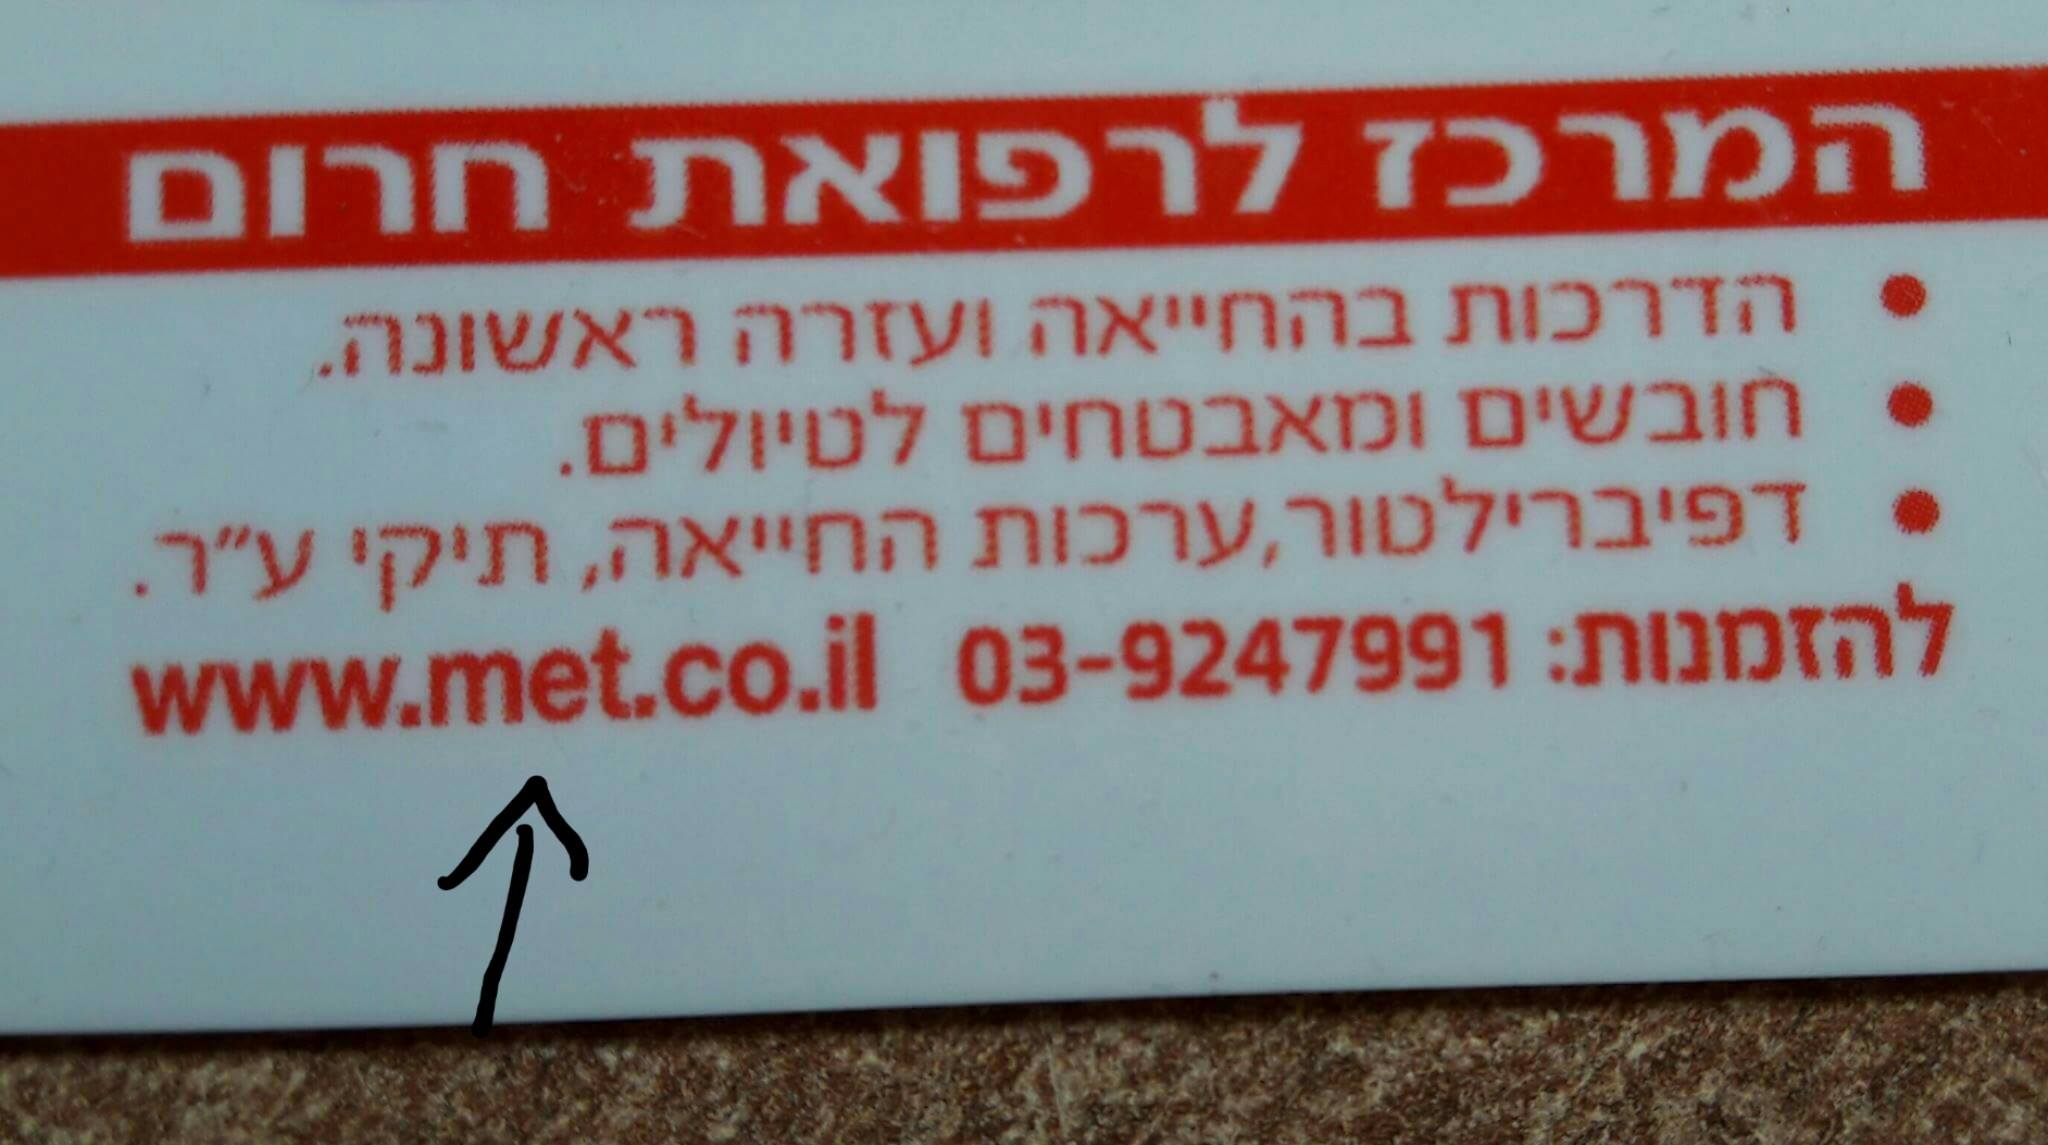 המרכז לרפואת חרום
• הדרכות בהחייאה ועזרה ראשונה.
• חובשים ומאבטחים לטיולים.
• דפיברילטור,ערכות החייאה, תיקי ע״ר.
להזמנות: 03-9247991 www.met.co.il